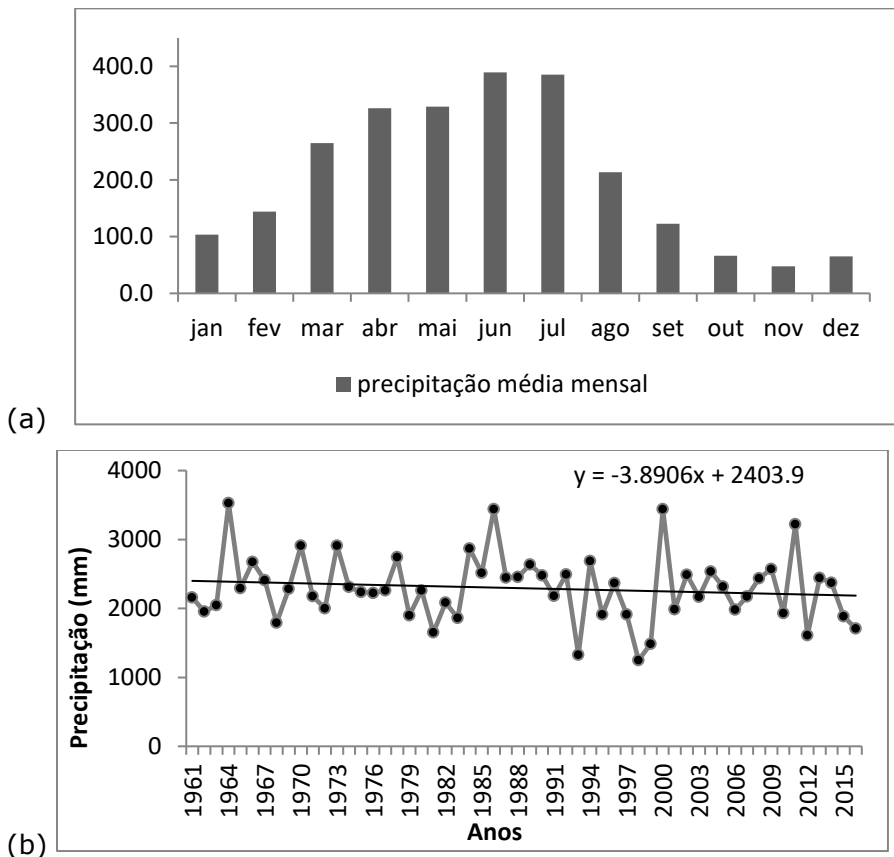 400.0
300.0
200.0
100.0
0.0
jan fev mar abr mai jun jul ago set out nov dez
precipitação média mensal
(a)
y = -3.8906x + 2403.9
Precipitação (mm)
4000
3000
2000
1000
0
1961 1964 1967 1970 1973 1976 1979 1982 1985 1988 1991 1994 1997 2000 2003 2006 2009 2012 2015
Anos
(b)